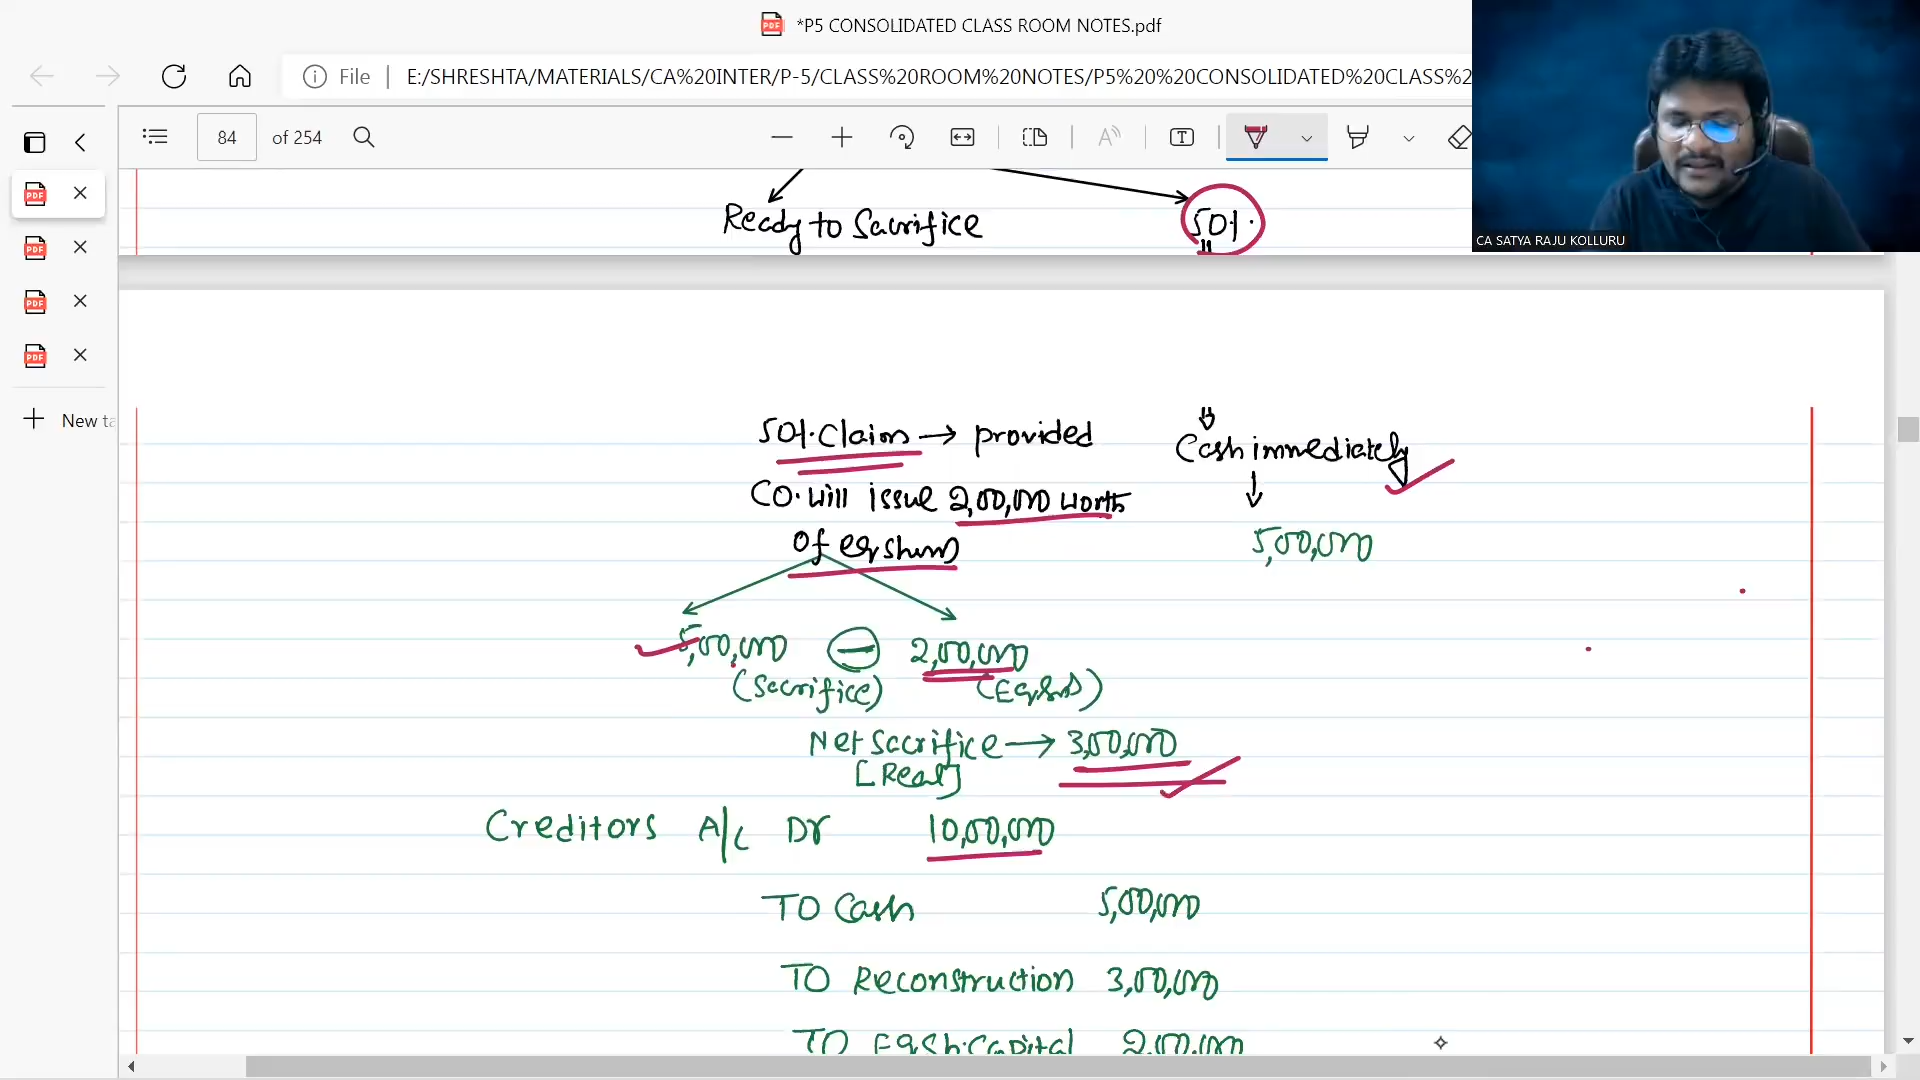 *P5 CONSOLIDATED CLASS ROOM NOTES.pdf
File | E:/SHRESHTA/MATERIALS/CA%20INTER/P-5/CLASS%20ROOM%20NOTES/P5%20%20CONSOLIDATED%20CLASS%2
84 of 254
Ready to Sacrifice 50%.
CA SATYA RAJU KOLLURU
New ta
50%. Claim → provided
Cash immediately
Co. will issue 2,00,000 worth
of eq shares
5,00,000
5,00,000 - 2,00,000
(Sacrifice) (Eq Shares)
Net Sacrifice → 3,00,000
[Real]
Creditors A/c Dr 10,00,000
TO Cash 5,00,000
TO Reconstruction 3,00,000
TO Eq Sh. Capital 2,00,000